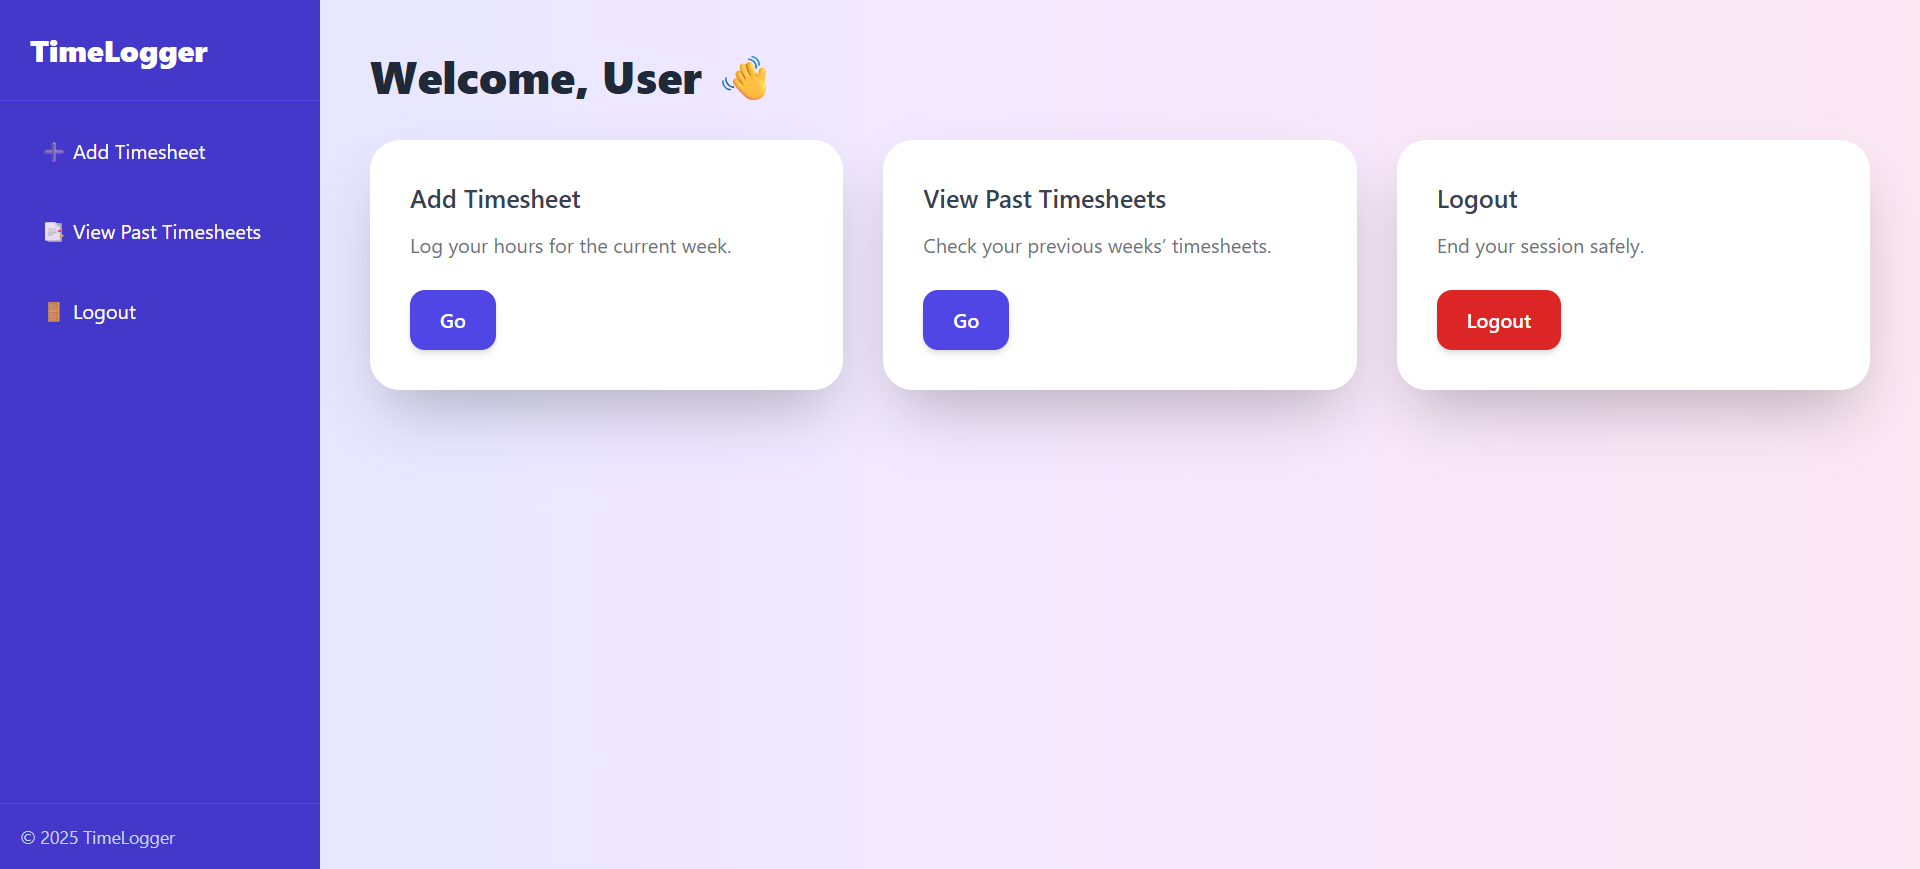 TimeLogger
➕ Add Timesheet
📑 View Past Timesheets
🚪 Logout
© 2025 TimeLogger
Welcome, User 👋
Add Timesheet
Log your hours for the current week.
Go
View Past Timesheets
Check your previous weeks’ timesheets.
Go
Logout
End your session safely.
Logout